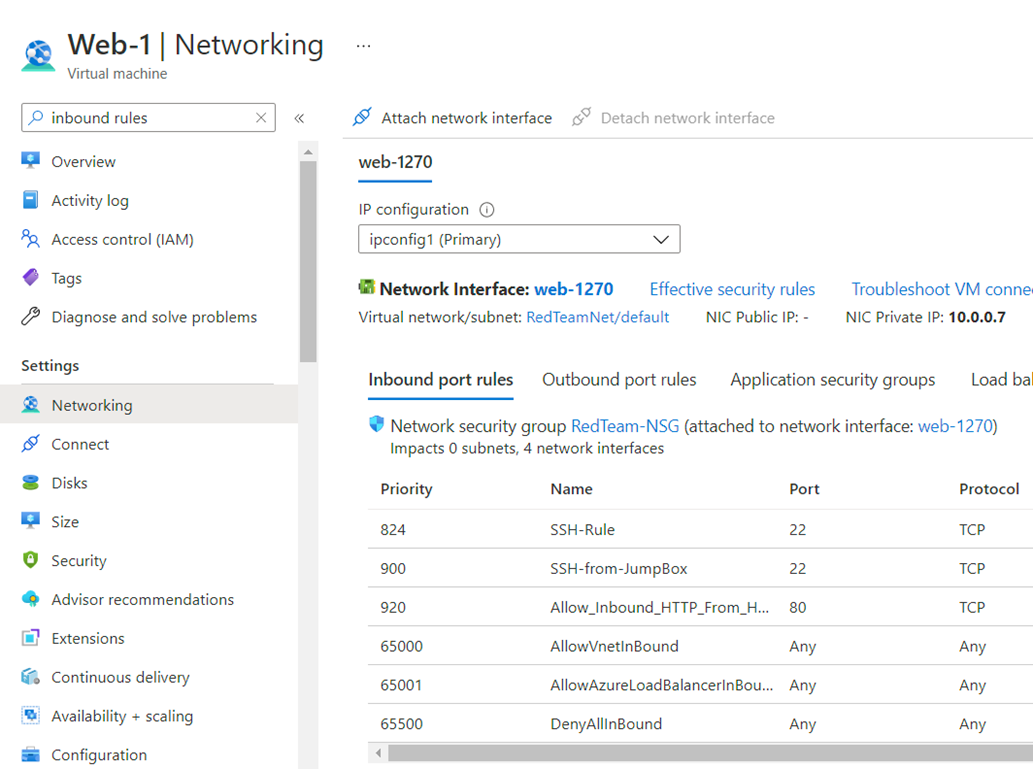 Web-1 | Networking ...
Virtual machine
inbound rules
Overview
Activity log
Access control (IAM)
Tags
Diagnose and solve problems
Settings
Networking
Connect
Disks
Size
Security
Advisor recommendations
Extensions
Continuous delivery
Availability + scaling
Configuration
Attach network interface Detach network interface
web-1270
IP configuration
ipconfig1 (Primary)
Network Interface: web-1270 Effective security rules Troubleshoot VM conne
Virtual network/subnet: RedTeamNet/default NIC Public IP: - NIC Private IP: 10.0.0.7
Inbound port rules Outbound port rules Application security groups Load bal
Network security group RedTeam-NSG (attached to network interface: web-1270)
Impacts 0 subnets, 4 network interfaces
Priority Name Port Protocol
824 SSH-Rule 22 TCP
900 SSH-from-JumpBox 22 TCP
920 Allow_Inbound_HTTP_From_H... 80 TCP
65000 AllowVnetInBound Any Any
65001 AllowAzureLoadBalancerInBou... Any Any
65500 DenyAllInBound Any Any